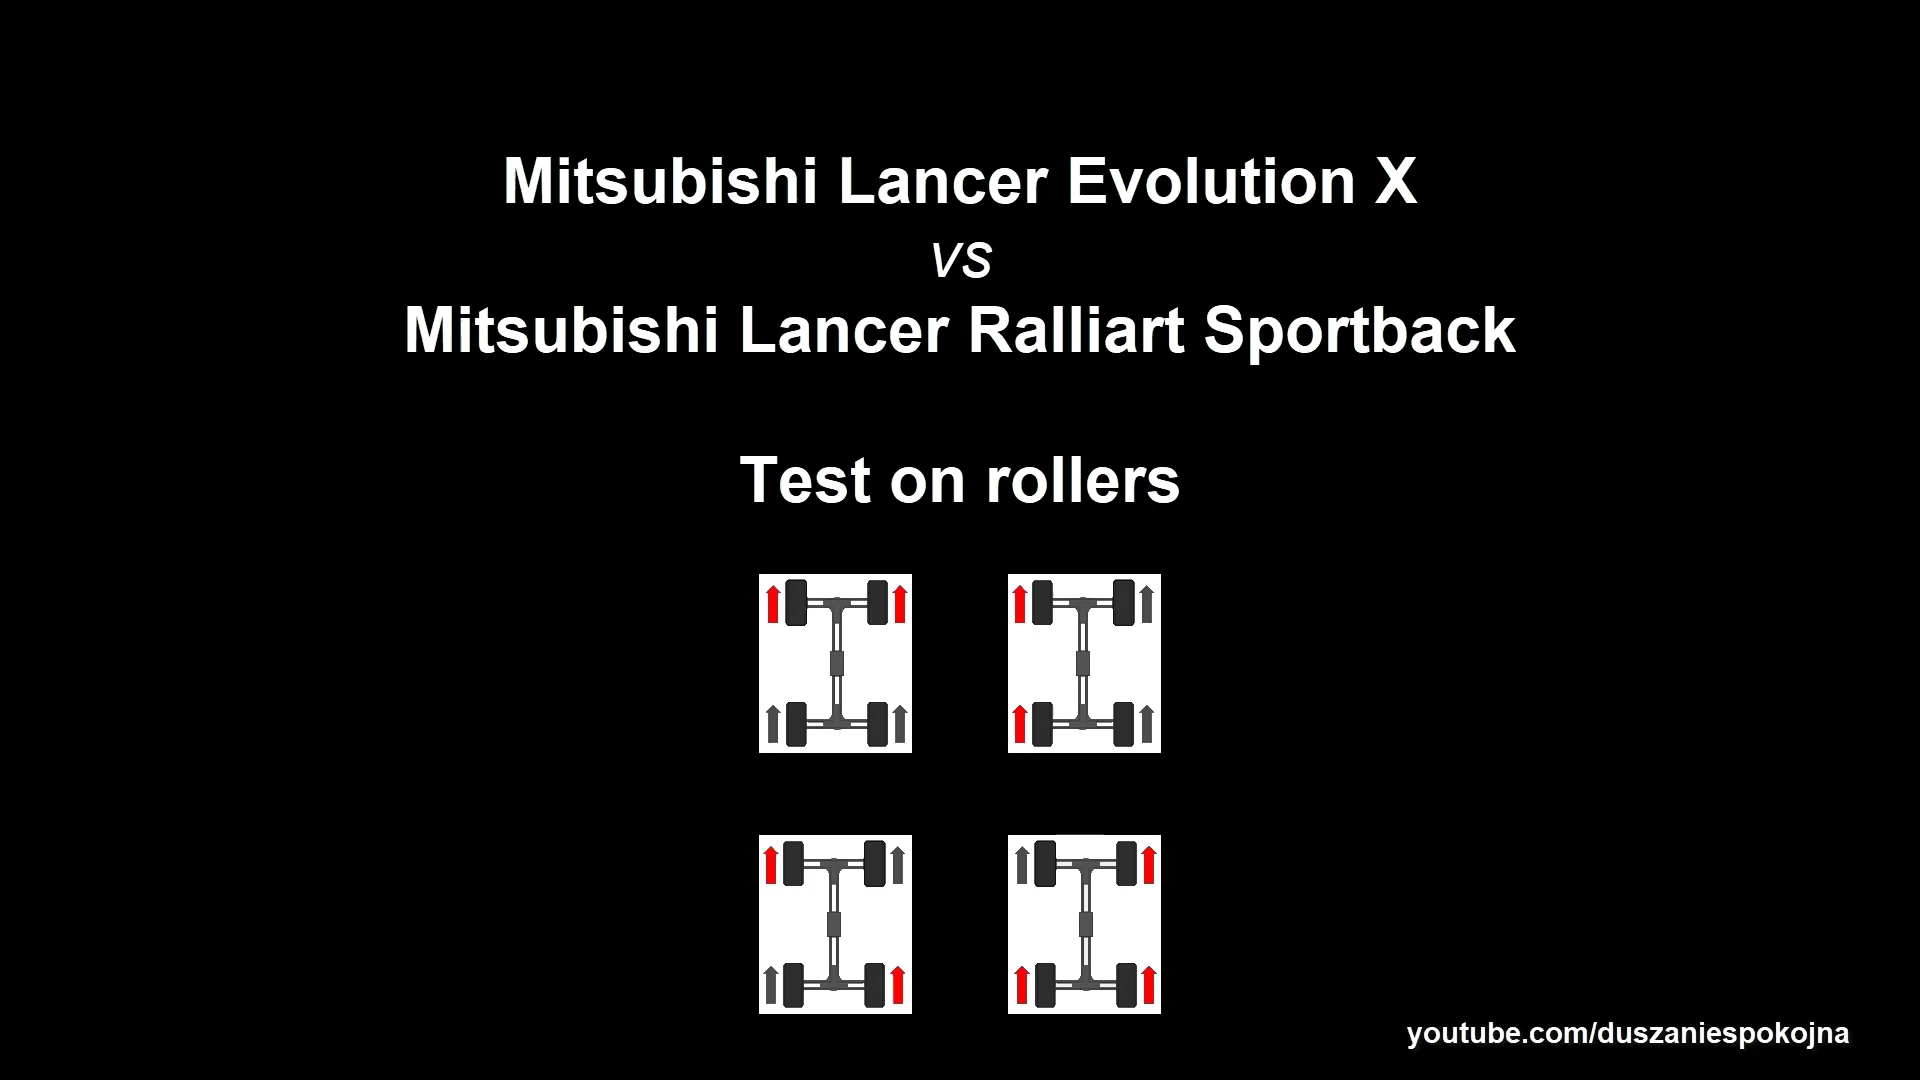 Mitsubishi Lancer Evolution X
vs
Mitsubishi Lancer Ralliart Sportback
Test on rollers
youtube.com/duszaniespokojna